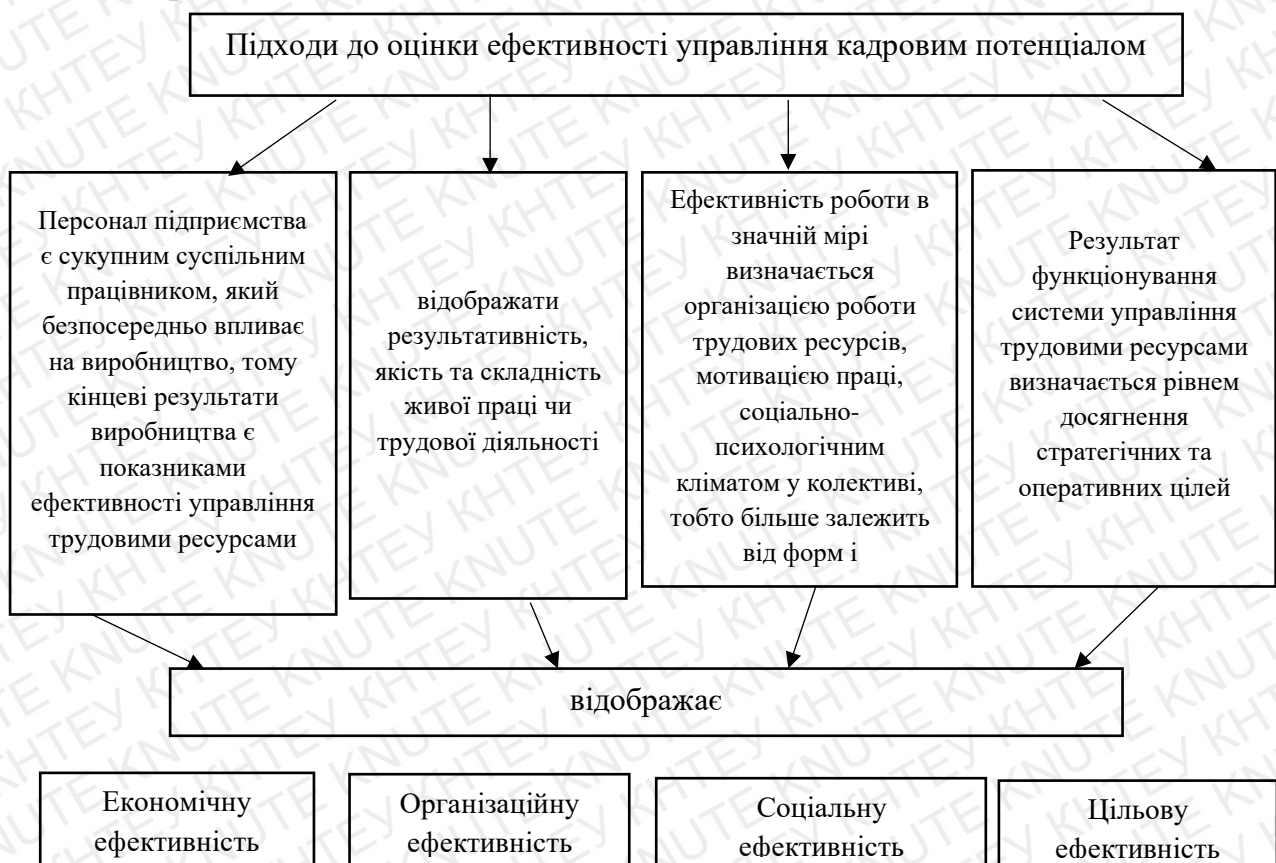 Підходи до оцінки ефективності управління кадровим потенціалом
Персонал підприємства
є сукупним суспільним
працівником, який
безпосередньо впливає
на виробництво, тому
кінцеві результати
виробництва є
показниками
ефективності управління
трудовими ресурсами
відображати
результативність,
якість та складність
живої праці чи
трудової діяльності
Ефективність роботи в
значній мірі
визначається
організацією роботи
трудових ресурсів,
мотивацією праці,
соціально-
психологічним
кліматом у колективі,
тобто більше залежить
від форм і
Результат
функціонування
системи управління
трудовими ресурсами
визначається рівнем
досягнення
стратегічних та
оперативних цілей
відображає
Економічну
ефективність
Організаційну
ефективність
Соціальну
ефективність
Цільову
ефективність